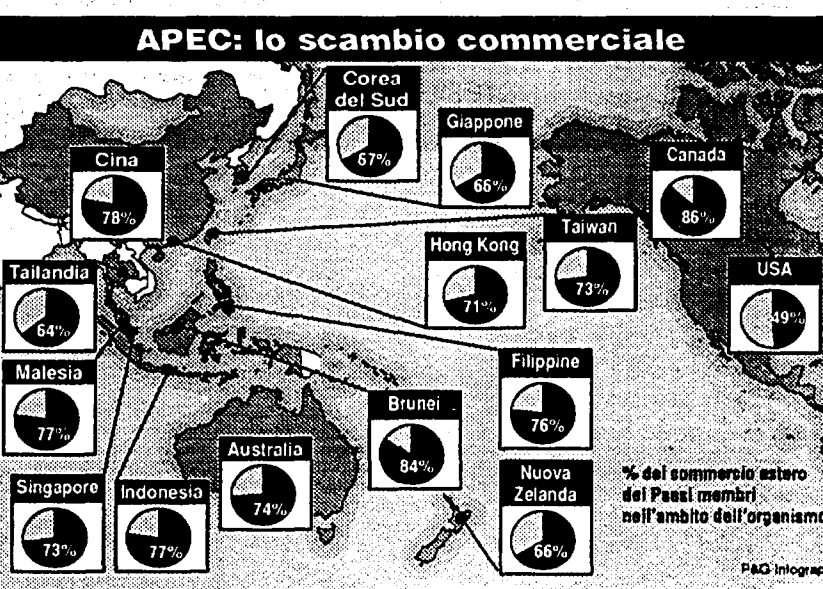 APEC: lo scambio commerciale
Corea
del Sud
67%
Giappone
66%
Cina
78%
Canada
86%
Taiwan
73%
Hong Kong
71%
USA
49%
Tailandia
64%
Malesia
77%
Filippine
76%
Brunei
84%
Australia
74%
Singapore
73%
Indonesia
77%
Nuova
Zelanda
66%
% del commercio estero
dei Paesi membri
nell'ambito dell'organismo
P&G Infograp